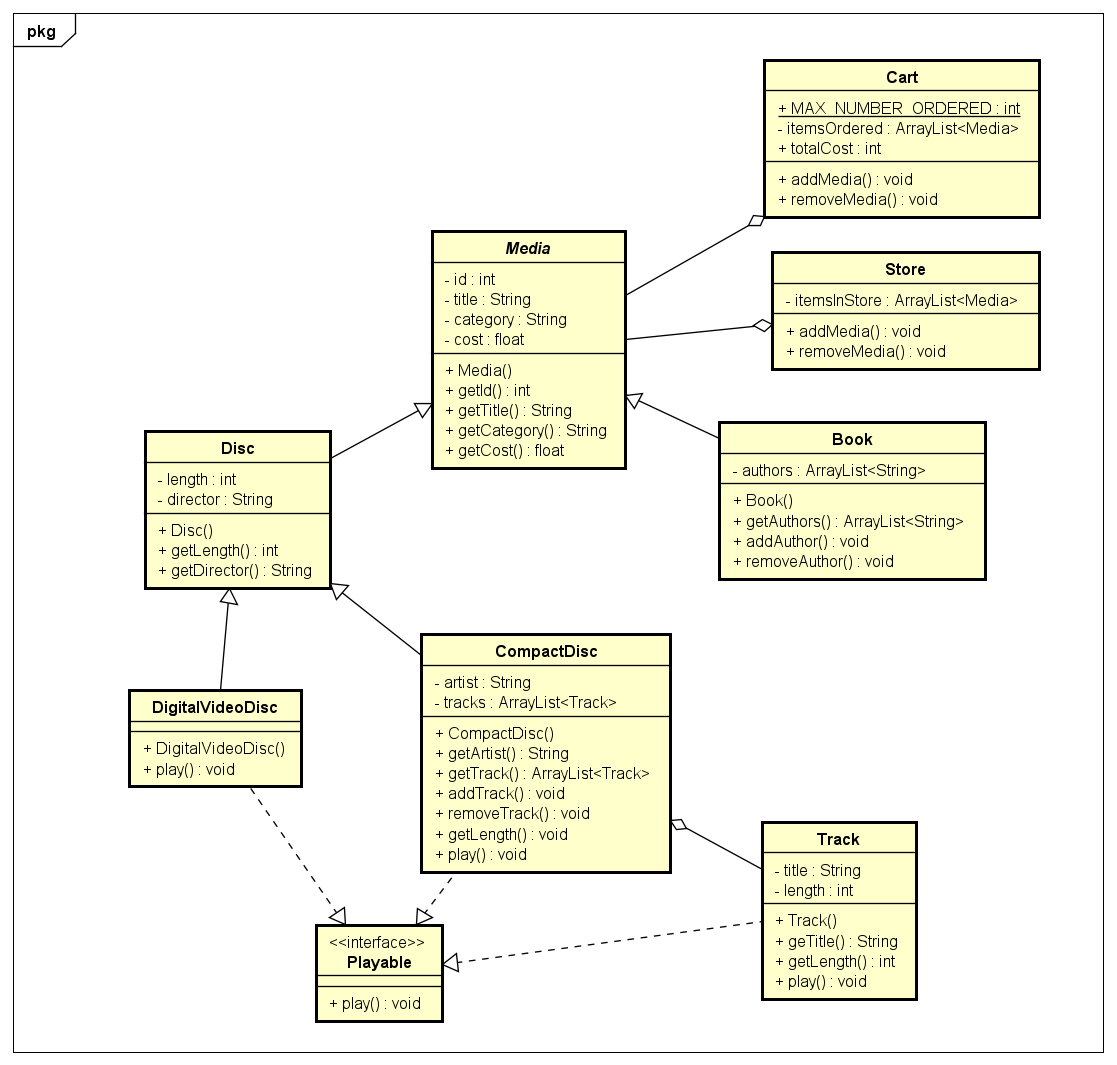 pkg
Cart
+ MAX_NUMBER_ORDERED : int
- itemsOrdered : ArrayList<Media>
+ totalCost : int
+ addMedia() : void
+ removeMedia() : void
Media
- id : int
- title : String
- category : String
- cost : float
+ Media()
+ getId() : int
+ getTitle() : String
+ getCategory() : String
+ getCost() : float
Store
- itemsInStore : ArrayList<Media>
+ addMedia() : void
+ removeMedia() : void
Book
- authors : ArrayList<String>
+ Book()
+ getAuthors() : ArrayList<String>
+ addAuthor() : void
+ removeAuthor() : void
Disc
- length : int
- director : String
+ Disc()
+ getLength() : int
+ getDirector() : String
CompactDisc
- artist : String
- tracks : ArrayList<Track>
+ CompactDisc()
+ getArtist() : String
+ getTrack() : ArrayList<Track>
+ addTrack() : void
+ removeTrack() : void
+ getLength() : void
+ play() : void
DigitalVideoDisc
+ DigitalVideoDisc()
+ play() : void
Track
- title : String
- length : int
+ Track()
+ geTitle() : String
+ getLength() : int
+ play() : void
<<interface>>
Playable
+ play() : void